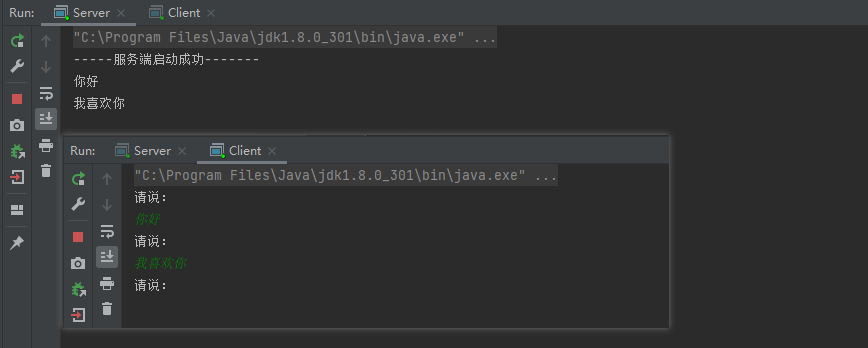 Run: Server Client
"C:\Program Files\Java\jdk1.8.0_301\bin\java.exe" ...
-----服务端启动成功-------
你好
我喜欢你
Run: Server Client
"C:\Program Files\Java\jdk1.8.0_301\bin\java.exe" ...
请说：
你好
请说：
我喜欢你
请说：